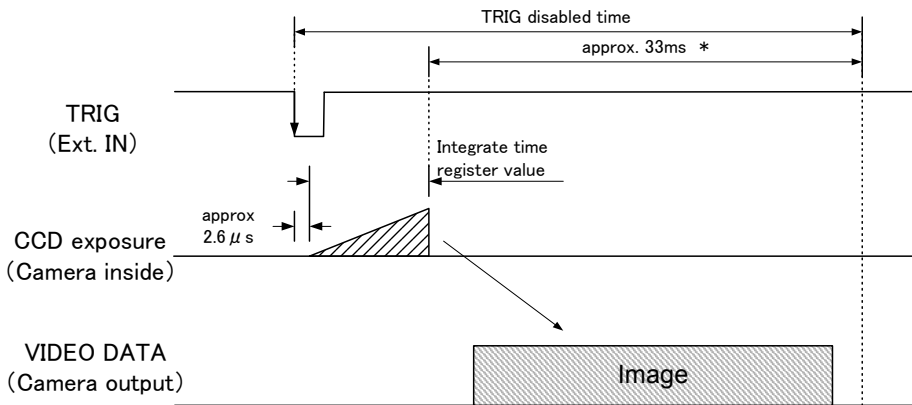 TRIG disabled time
approx. 33ms *
TRIG
(Ext. IN)
Integrate time
register value
approx
2.6μs
CCD exposure
(Camera inside)
VIDEO DATA
(Camera output)
Image